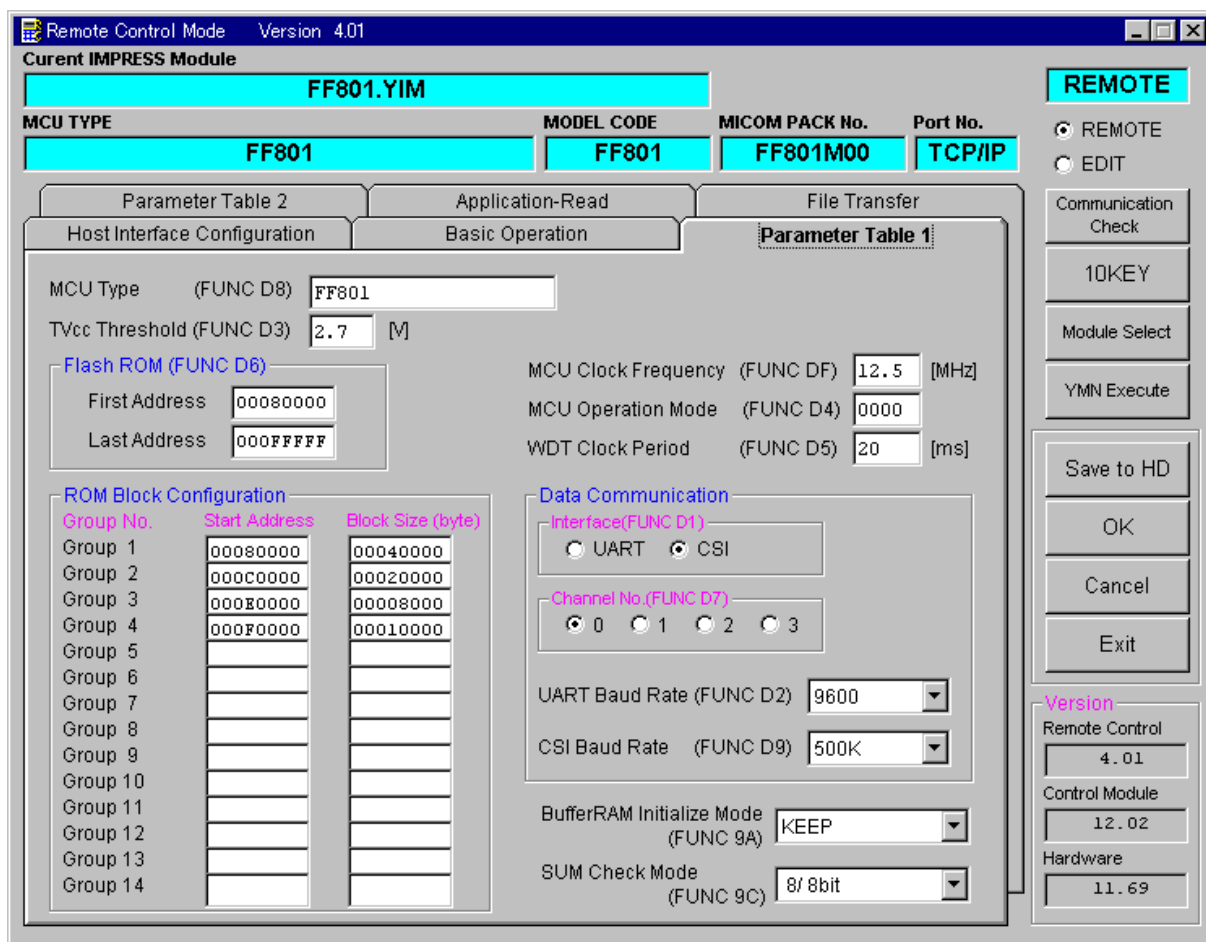 Remote Control Mode Version 4.01
Curent IMPRESS Module
FF801.YIM
MCU TYPE MODEL CODE MICOM PACK No. Port No.
FF801 FF801 FF801M00 TCP/IP
Parameter Table 2 Application-Read File Transfer
Host Interface Configuration Basic Operation Parameter Table 1
MCU Type (FUNC D8) FF801
TVcc Threshold (FUNC D3) 2.7 [V]
Flash ROM (FUNC D6)
First Address 00080000
Last Address 000FFFFF
MCU Clock Frequency (FUNC DF) 12.5 [MHz]
MCU Operation Mode (FUNC D4) 0000
WDT Clock Period (FUNC D5) 20 [ms]
ROM Block Configuration
Group No. Start Address Block Size (byte)
Group 1 00080000 00040000
Group 2 000C0000 00020000
Group 3 000E0000 00008000
Group 4 000F0000 00010000
Group 5
Group 6
Group 7
Group 8
Group 9
Group 10
Group 11
Group 12
Group 13
Group 14
Data Communication
Interface(FUNC D1)
UART CSI
Channel No.(FUNC D7)
0 1 2 3
UART Baud Rate (FUNC D2) 9600
CSI Baud Rate (FUNC D9) 500K
BufferRAM Initialize Mode
(FUNC 9A) KEEP
SUM Check Mode
(FUNC 9C) 8/ 8bit
REMOTE
REMOTE
EDIT
Communication
Check
10KEY
Module Select
YMN Execute
Save to HD
OK
Cancel
Exit
Version
Remote Control
4.01
Control Module
12.02
Hardware
11.69